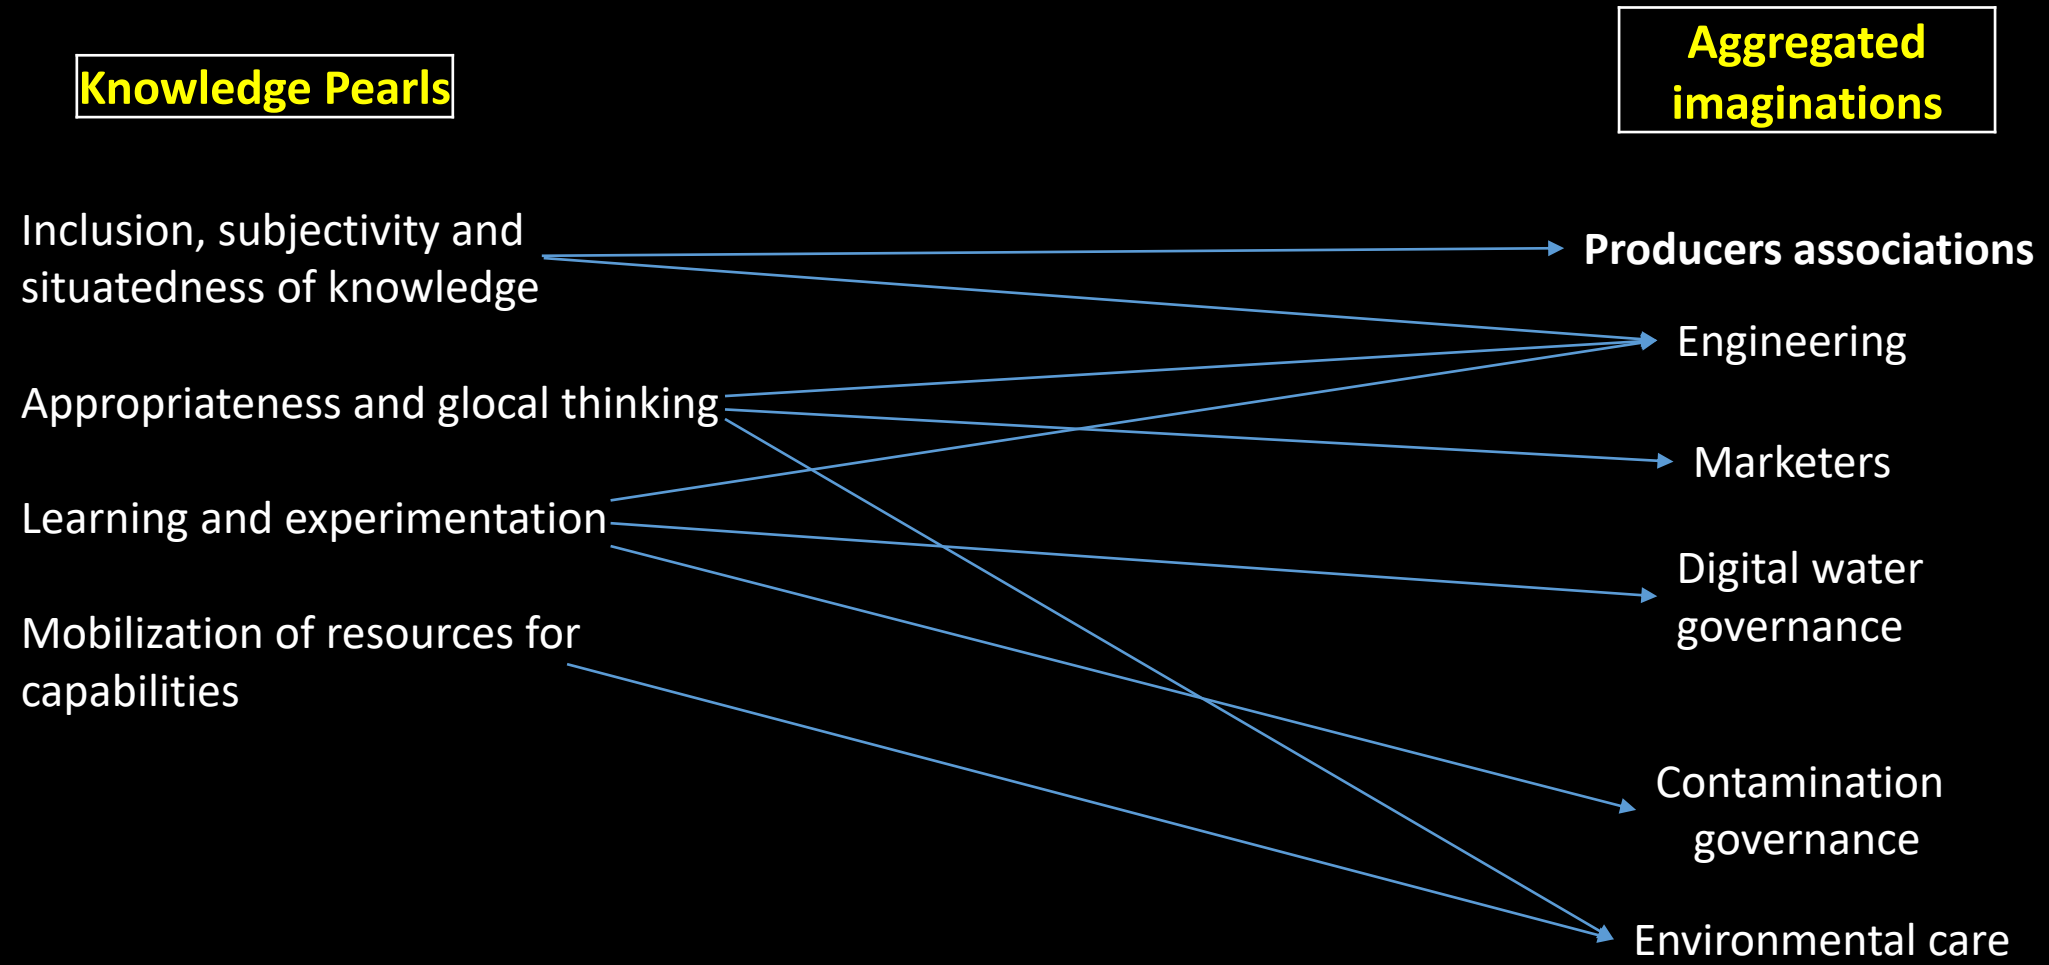 Knowledge Pearls
Aggregated
imaginations
Inclusion, subjectivity and
situatedness of knowledge
Appropriateness and glocal thinking
Learning and experimentation
Mobilization of resources for
capabilities
Producers associations
Engineering
Marketers
Digital water
governance
Contamination
governance
Environmental care